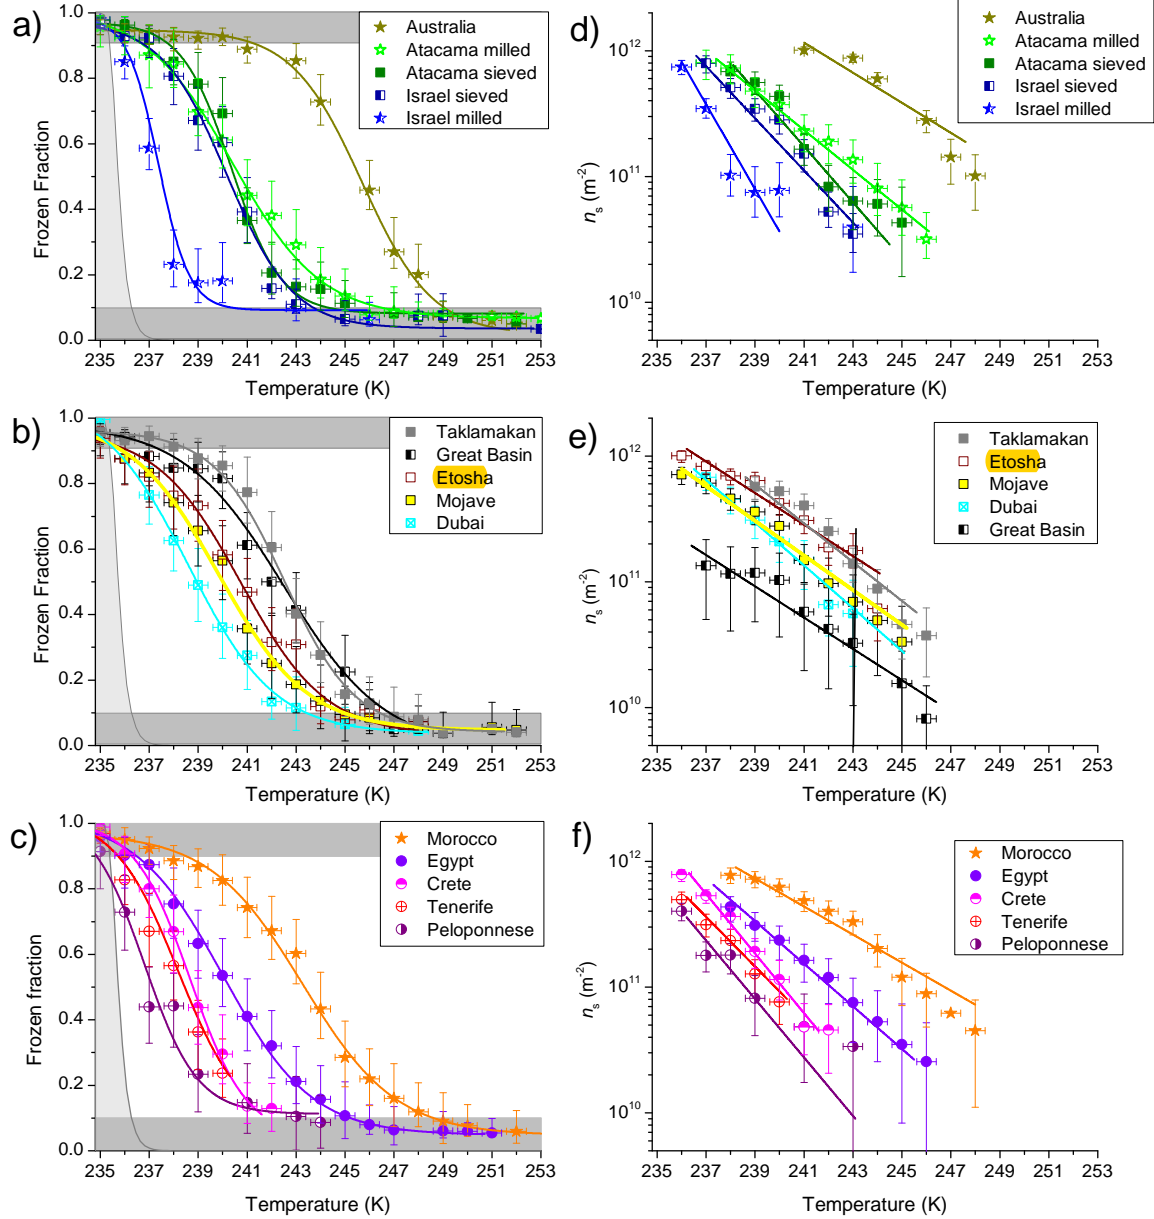 a)
Frozen Fraction
1.0
0.8
0.6
0.4
0.2
0.0
235 237 239 241 243 245 247 249 251 253
Temperature (K)
Australia
Atacama milled
Atacama sieved
Israel sieved
Israel milled
d)
nₛ (m⁻²)
10¹²
10¹¹
10¹⁰
235 237 239 241 243 245 247 249 251 253
Temperature (K)
Australia
Atacama milled
Atacama sieved
Israel sieved
Israel milled
b)
Frozen Fraction
1.0
0.8
0.6
0.4
0.2
0.0
235 237 239 241 243 245 247 249 251 253
Temperature (K)
Taklamakan
Great Basin
Etosha
Mojave
Dubai
e)
nₛ (m⁻²)
10¹²
10¹¹
10¹⁰
235 237 239 241 243 245 247 249 251 253
Temperature (K)
Taklamakan
Etosha
Mojave
Dubai
Great Basin
c)
Frozen fraction
1.0
0.8
0.6
0.4
0.2
0.0
235 237 239 241 243 245 247 249 251 253
Temperature (K)
Morocco
Egypt
Crete
Tenerife
Peloponnese
f)
nₛ (m⁻²)
10¹²
10¹¹
10¹⁰
235 237 239 241 243 245 247 249 251 253
Temperature (K)
Morocco
Egypt
Crete
Tenerife
Peloponnese